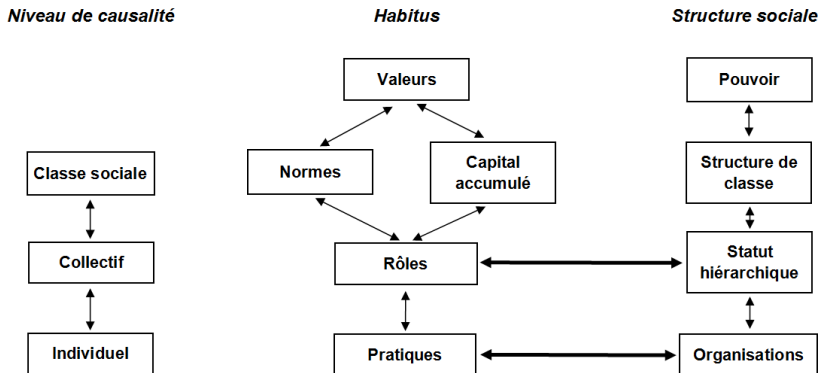 Niveau de causalité
Habitus
Structure sociale
Valeurs
Pouvoir
Classe sociale
Normes
Capital
accumulé
Structure de
classe
Collectif
Rôles
Statut
hiérarchique
Individuel
Pratiques
Organisations